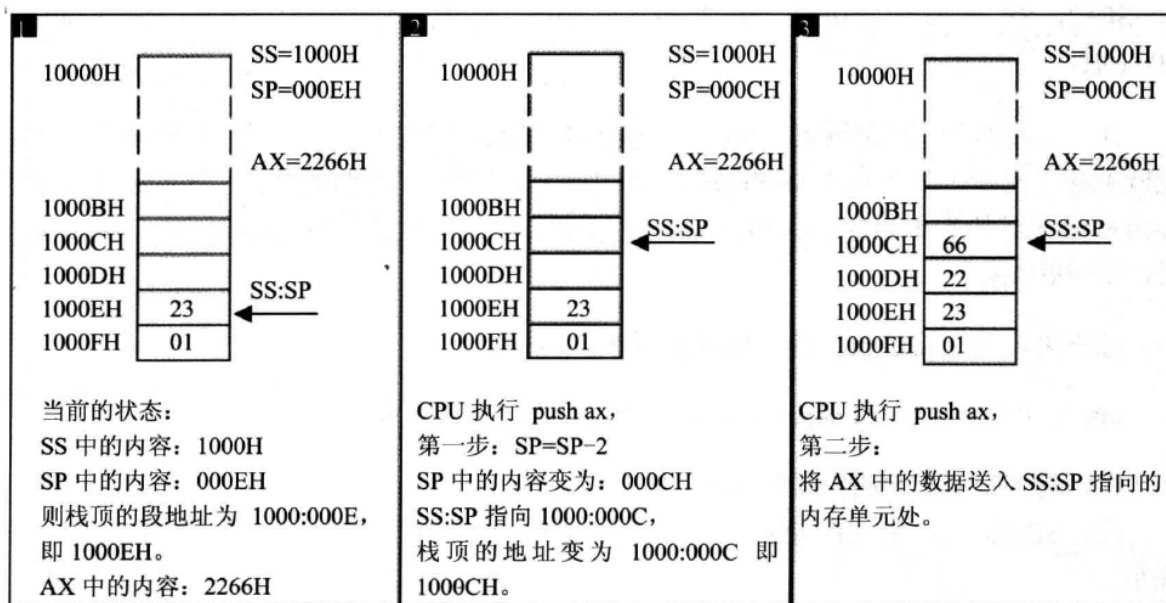 1
10000H
SS=1000H
SP=000EH
AX=2266H
1000BH
1000CH
1000DH
1000EH 23 SS:SP
1000FH 01
当前的状态：
SS 中的内容：1000H
SP 中的内容：000EH
则栈顶的段地址为 1000:000E，
即 1000EH。
AX 中的内容：2266H
2
10000H
SS=1000H
SP=000CH
AX=2266H
1000BH
1000CH SS:SP
1000DH
1000EH 23
1000FH 01
CPU 执行 push ax，
第一步：SP=SP-2
SP 中的内容变为：000CH
SS:SP 指向 1000:000C，
栈顶的地址变为 1000:000C 即
1000CH。
3
10000H
SS=1000H
SP=000CH
AX=2266H
1000BH
1000CH 66 SS:SP
1000DH 22
1000EH 23
1000FH 01
CPU 执行 push ax，
第二步：
将 AX 中的数据送入 SS:SP 指向的
内存单元处。